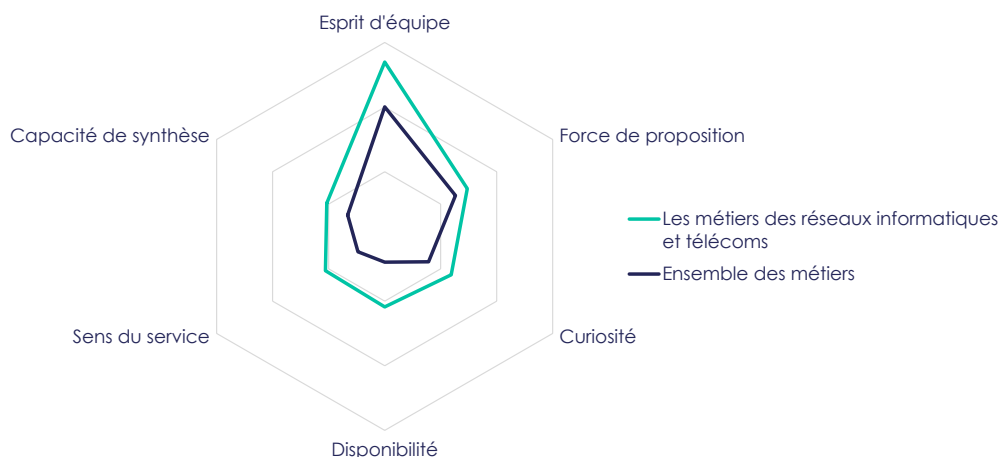 Esprit d'équipe
Capacité de synthèse
Force de proposition
Les métiers des réseaux informatiques
et télécoms
Ensemble des métiers
Sens du service
Curiosité
Disponibilité